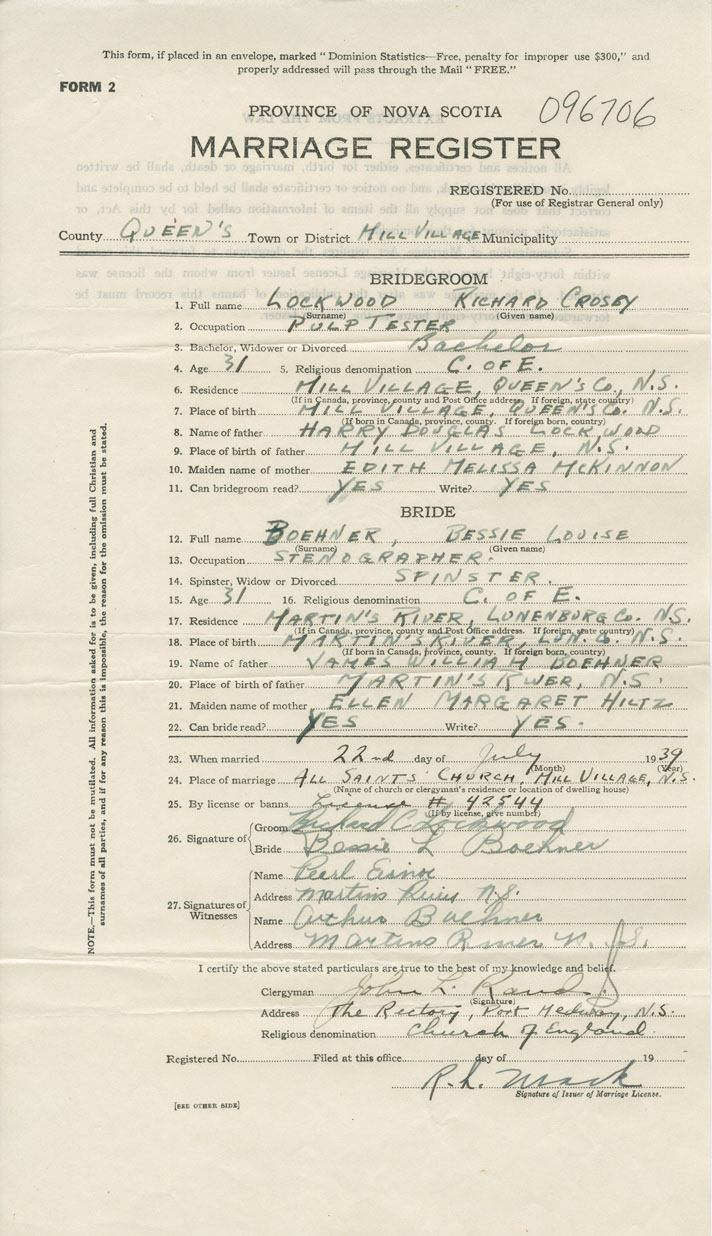 This form, if placed in an envelope, marked "Dominion Statistics—Free, penalty for improper use $300," and
properly addressed will pass through the Mail "FREE."
FORM 2
PROVINCE OF NOVA SCOTIA 096706
MARRIAGE REGISTER
REGISTERED No.
(For use of Registrar General only)
County QUEEN'S Town or District MILL VILLAGE Municipality
BRIDEGROOM
1. Full name LOCKWOOD RICHARD CROSBY
(Surname) (Given name)
2. Occupation PULP TESTER
3. Bachelor, Widower or Divorced Bachelor
4. Age 31 5. Religious denomination C. OF E.
6. Residence MILL VILLAGE, QUEEN'S Co., N.S.
(If in Canada, province, county and Post Office address. If foreign, state country)
7. Place of birth MILL VILLAGE, QUEEN'S Co. N.S.
(If born in Canada, province, county. If foreign born, country)
8. Name of father HARRY DOUGLAS LOCKWOOD
9. Place of birth of father MILL VILLAGE, N.S.
10. Maiden name of mother EDITH MELISSA McKINNON
11. Can bridegroom read? YES Write? YES
BRIDE
12. Full name BOEHNER, BESSIE LOUISE
(Surname) (Given name)
13. Occupation STENOGRAPHER.
14. Spinster, Widow or Divorced SPINSTER.
15. Age 31 16. Religious denomination C. OF E.
17. Residence MARTIN'S RIVER, LUNENBURG Co. N.S.
(If in Canada, province, county and Post Office address. If foreign, state country)
18. Place of birth MARTIN'S RIVER, LUN. Co. N.S.
(If born in Canada, province, county. If foreign born, country)
19. Name of father JAMES WILLIAM BOEHNER
20. Place of birth of father MARTIN'S RIVER, N.S.
21. Maiden name of mother ELLEN MARGARET HILTZ
22. Can bride read? YES Write? YES.
23. When married 22nd day of July 1939
(Month) (Year)
24. Place of marriage ALL SAINTS' CHURCH, MILL VILLAGE, N.S.
(Name of church or clergyman's residence or location of dwelling house)
25. By license or banns License # 42544
(If by license, give number)
26. Signature of
Groom Richard C Lockwood
Bride Bessie L Boehner
27. Signatures of Witnesses
Name Pearl
Address Martins River N.S.
Name Arthur Boehner
Address Martins River N.S.
I certify the above stated particulars are true to the best of my knowledge and belief.
Clergyman John L. Rand
(Signature)
Address The Rectory, Port Medway, N.S.
Religious denomination Church of England
Registered No. Filed at this office day of 19
R. L. Mack
Signature of Issuer of Marriage License.
[SEE OTHER SIDE]
NOTE.—This form must not be mutilated. All information asked for is to be given, including full Christian and
surnames of all parties, and if for any reason this is impossible, the reason for the omission must be stated.